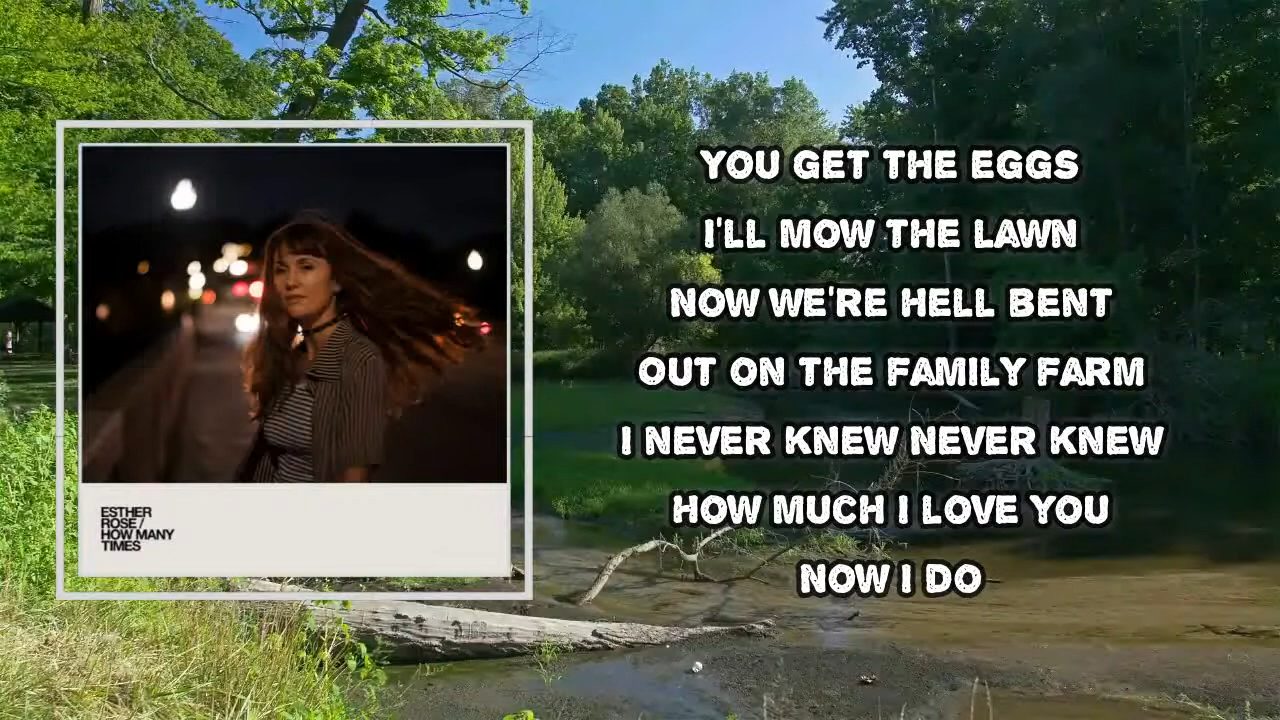 ESTHER
ROSE /
HOW MANY
TIMES
YOU GET THE EGGS
I'LL MOW THE LAWN
NOW WE'RE HELL BENT
OUT ON THE FAMILY FARM
I NEVER KNEW NEVER KNEW
HOW MUCH I LOVE YOU
NOW I DO